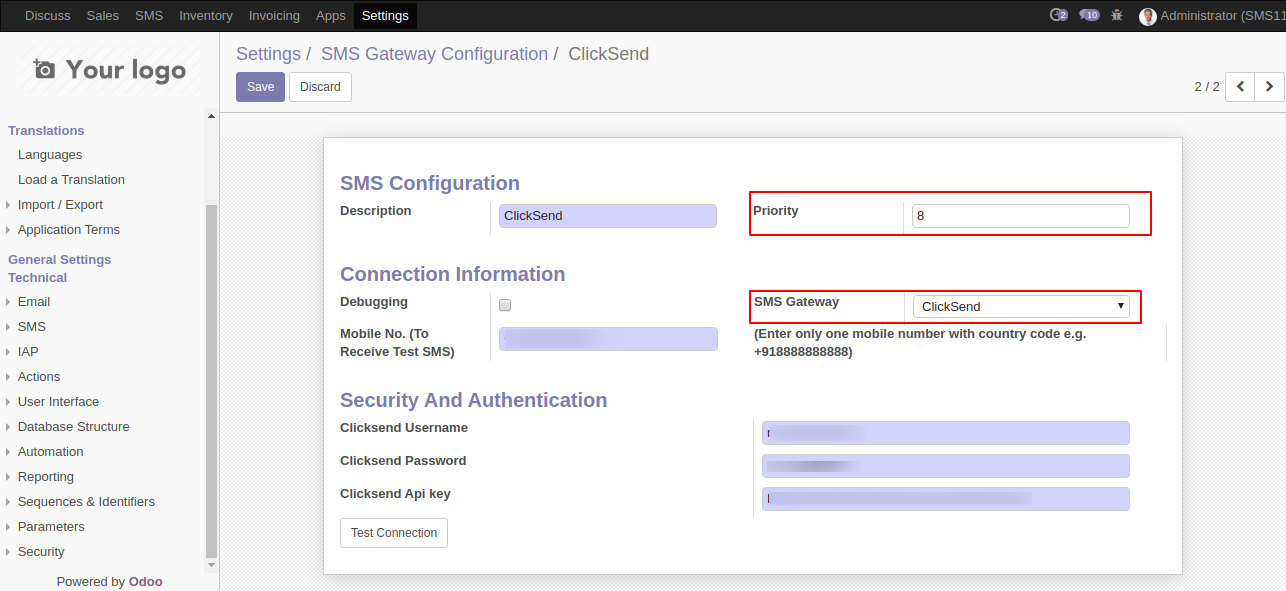 Discuss Sales SMS Inventory Invoicing Apps Settings 2 10 Administrator (SMS11
Your logo
Settings / SMS Gateway Configuration / ClickSend
Save Discard
2 / 2
Translations
Languages
Load a Translation
Import / Export
Application Terms
General Settings
Technical
Email
SMS
IAP
Actions
User Interface
Database Structure
Automation
Reporting
Sequences & Identifiers
Parameters
Security
Powered by Odoo
SMS Configuration
Description ClickSend Priority 8
Connection Information
Debugging SMS Gateway ClickSend
Mobile No. (To (Enter only one mobile number with country code e.g.
Receive Test SMS) +918888888888)
Security And Authentication
Clicksend Username
Clicksend Password
Clicksend Api key
Test Connection